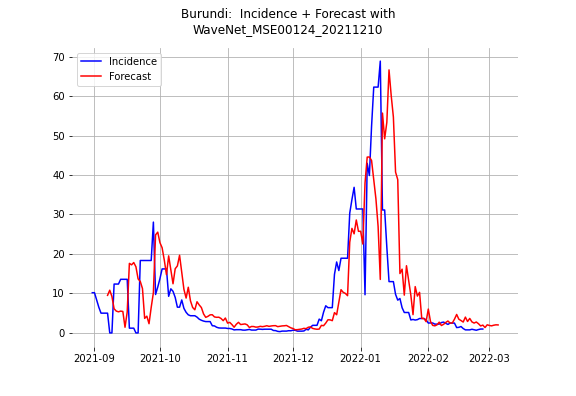 Burundi:  Incidence + Forecast with
WaveNet_MSE00124_20211210
Incidence
Forecast
70
60
50
40
30
20
10
0
2021-09 2021-10 2021-11 2021-12 2022-01 2022-02 2022-03